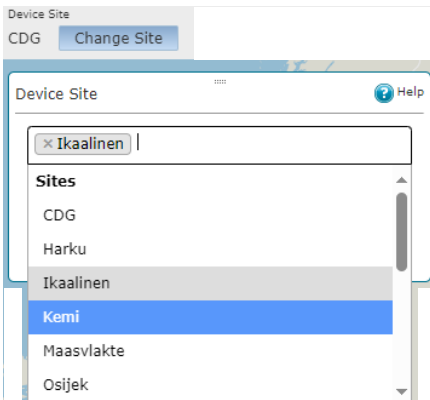 Device Site
CDG Change Site
Device Site Help
× Ikaalinen
Sites
CDG
Harku
Ikaalinen
Kemi
Maasvlakte
Osijek